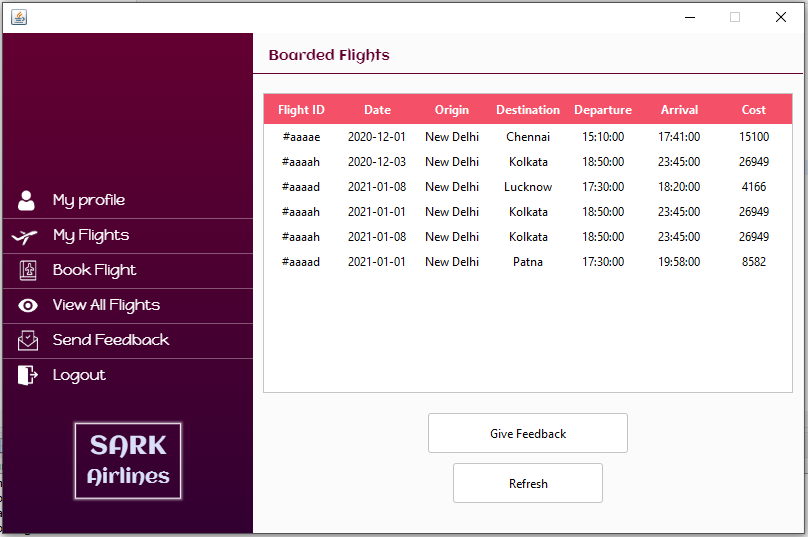 Boarded Flights
Flight ID Date Origin Destination Departure Arrival Cost
#aaaae 2020-12-01 New Delhi Chennai 15:10:00 17:41:00 15100
#aaaah 2020-12-03 New Delhi Kolkata 18:50:00 23:45:00 26949
#aaaad 2021-01-08 New Delhi Lucknow 17:30:00 18:20:00 4166
#aaaah 2021-01-01 New Delhi Kolkata 18:50:00 23:45:00 26949
#aaaah 2021-01-08 New Delhi Kolkata 18:50:00 23:45:00 26949
#aaaad 2021-01-01 New Delhi Patna 17:30:00 19:58:00 8582
Give Feedback
Refresh
My profile
My Flights
Book Flight
View All Flights
Send Feedback
Logout
SARK
Airlines